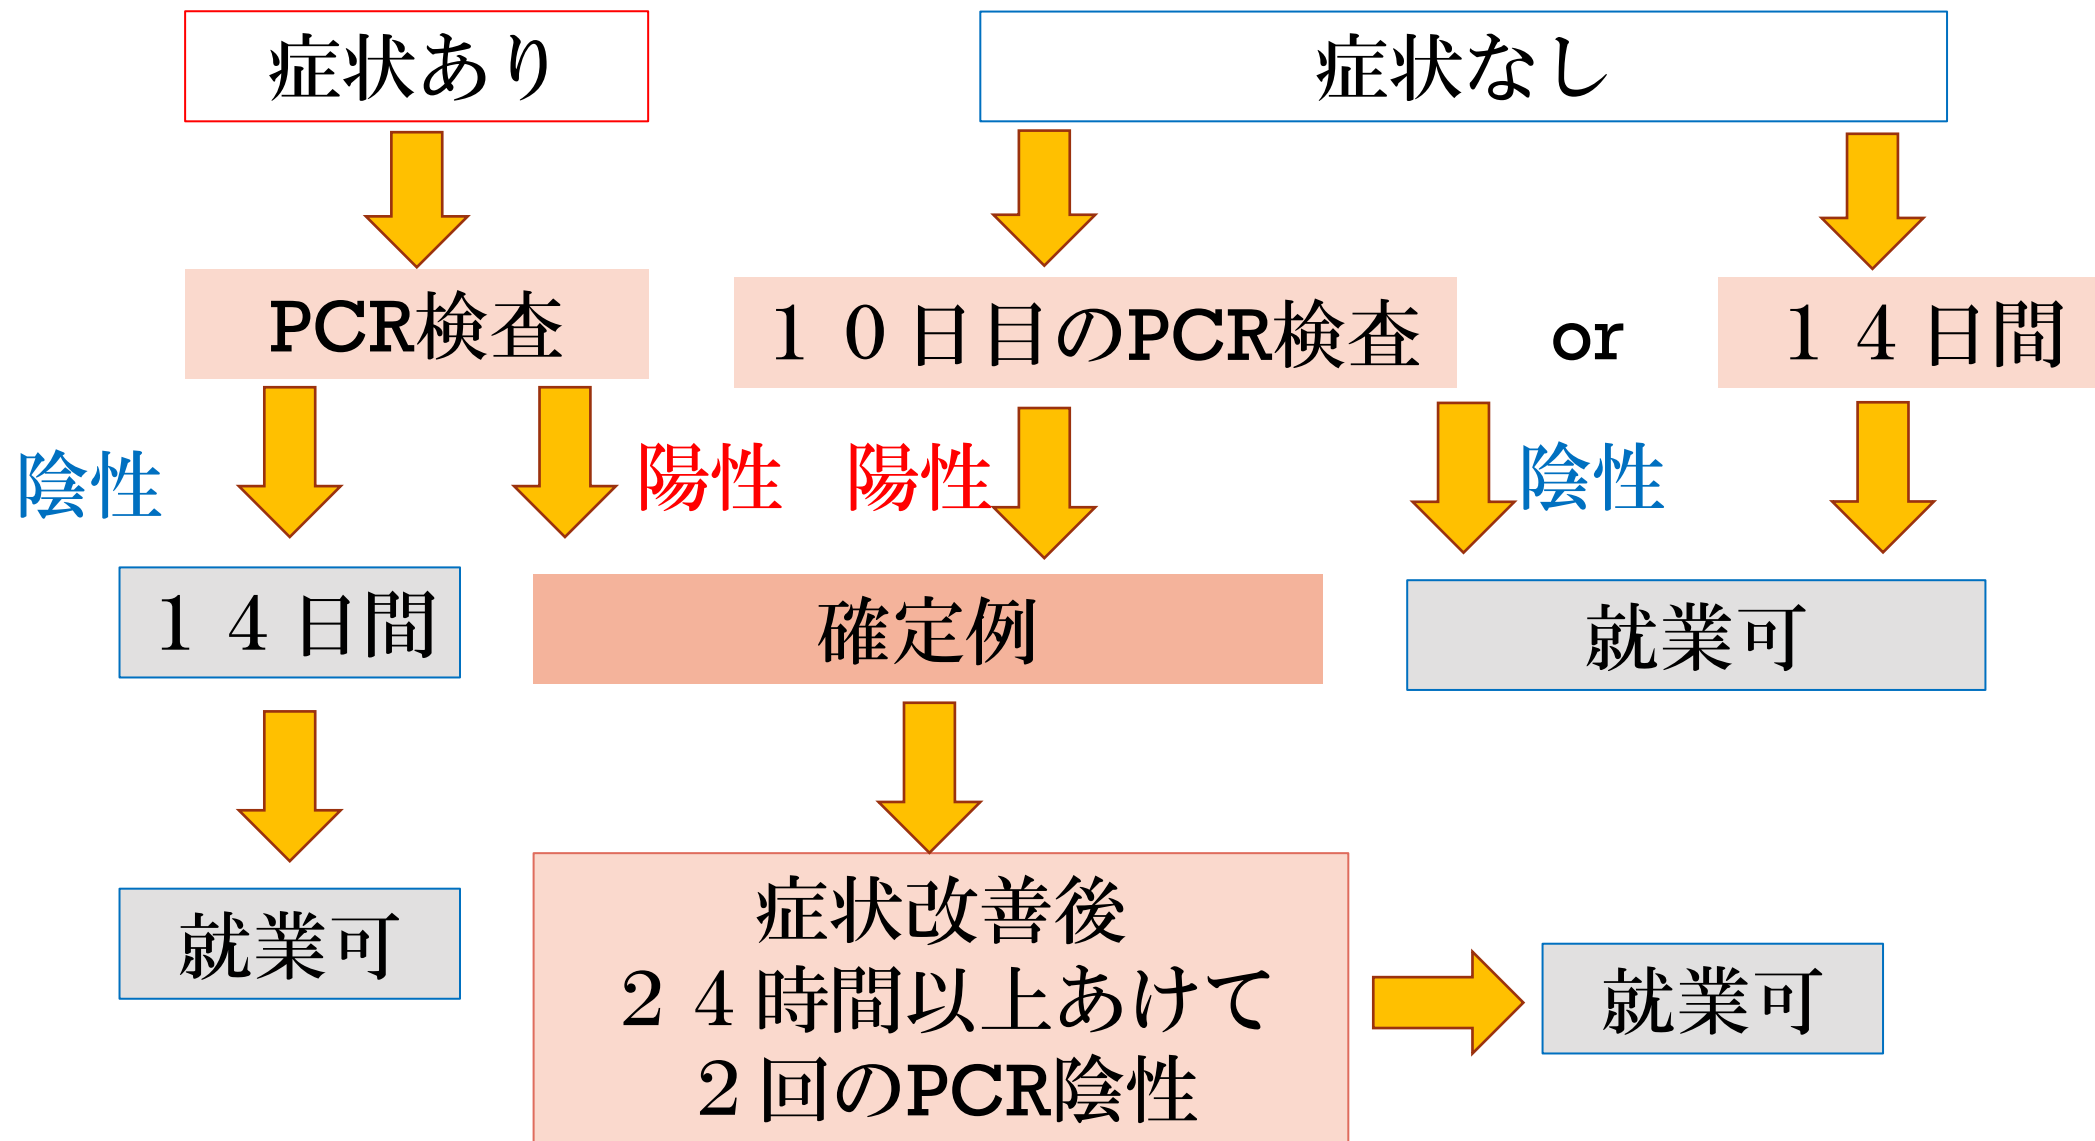 症状あり
症状なし
PCR検査
１０日目のPCR検査
or
１４日間
陰性
陽性
陽性
陰性
１４日間
確定例
就業可
就業可
症状改善後
２４時間以上あけて
２回のPCR陰性
就業可